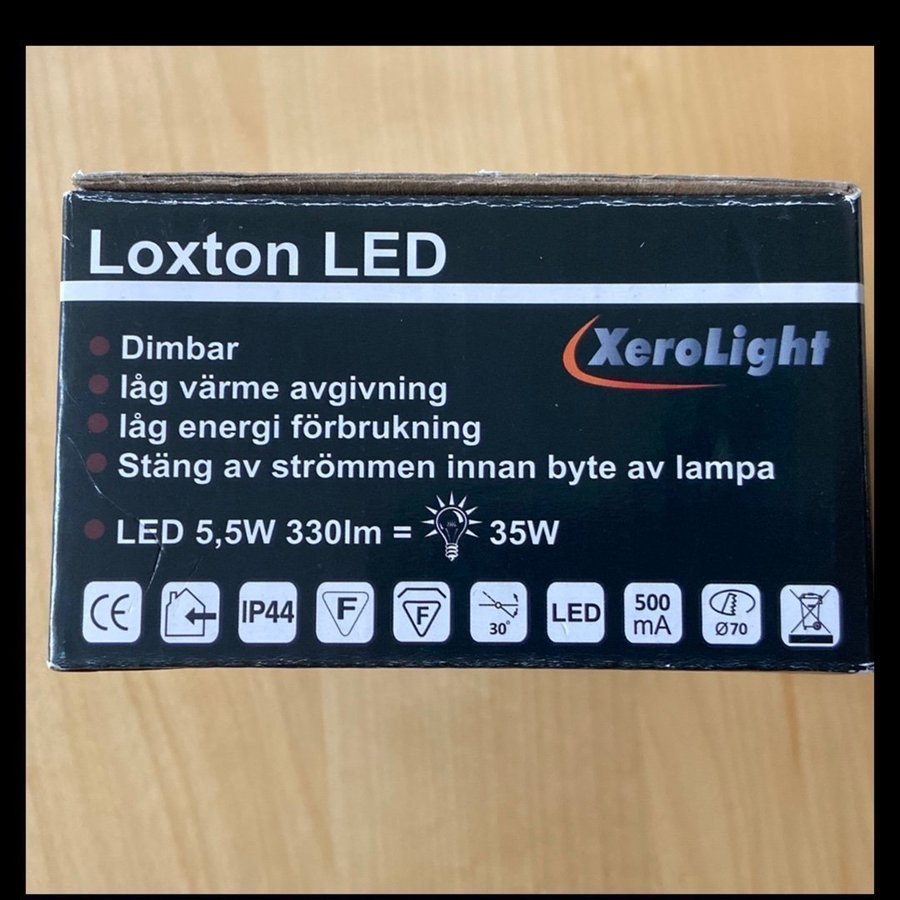 Loxton LED
XeroLight
Dimbar
låg värme avgivning
låg energi förbrukning
Stäng av strömmen innan byte av lampa
LED 5,5W 330lm = 35W
CE IP44 F F 30° LED 500 mA Ø70